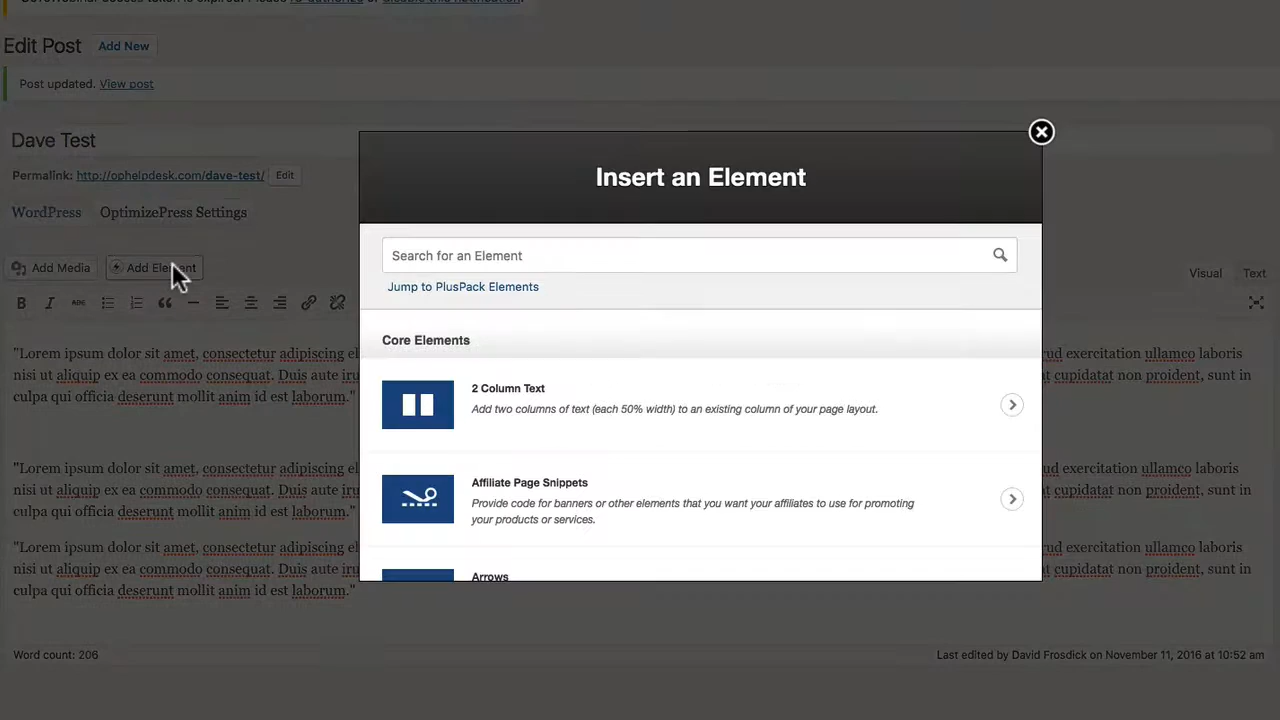 Edit Post Add New
Post updated. View post
Dave Test
Permalink: http://ophelpdesk.com/dave-test/ Edit
WordPress OptimizePress Settings
Add Media Add Element
Visual Text
B I ABC
"Lorem ipsum dolor sit amet, consectetur adipiscing
exercitation ullamco laboris
nisi ut aliquip ex ea commodo consequat. Duis aute
cupidatat non proident, sunt in
culpa qui officia deserunt mollit anim id est laborum."
"Lorem ipsum dolor sit amet, consectetur adipiscing
exercitation ullamco laboris
nisi ut aliquip ex ea commodo consequat. Duis aute
cupidatat non proident, sunt in
culpa qui officia deserunt mollit anim id est laborum."
"Lorem ipsum dolor sit amet, consectetur adipiscing
exercitation ullamco laboris
nisi ut aliquip ex ea commodo consequat. Duis aute
cupidatat non proident, sunt in
culpa qui officia deserunt mollit anim id est laborum."
Word count: 206
Last edited by David Frosdick on November 11, 2016 at 10:52 am
Insert an Element
Search for an Element
Jump to PlusPack Elements
Core Elements
2 Column Text
Add two columns of text (each 50% width) to an existing column of your page layout.
Affiliate Page Snippets
Provide code for banners or other elements that you want your affiliates to use for promoting
your products or services.
Arrows